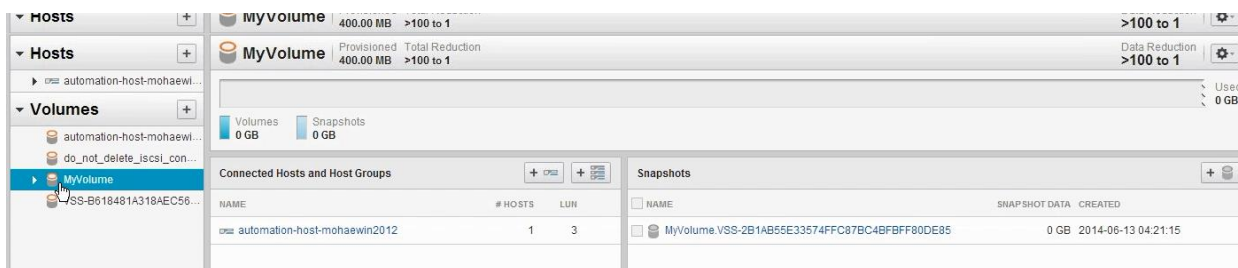 Hosts
MyVolume 400.00 MB >100 to 1 >100 to 1
Hosts
MyVolume Provisioned 400.00 MB Total Reduction >100 to 1
Data Reduction >100 to 1
automation-host-mohaewi...
Volumes
automation-host-mohaewi...
do_not_delete_iscsi_con...
MyVolume
VSS-B618481A318AEC56...
Used
0 GB
Volumes
0 GB
Snapshots
0 GB
Connected Hosts and Host Groups
NAME # HOSTS LUN
automation-host-mohaewin2012 1 3
Snapshots
NAME SNAPSHOT DATA CREATED
MyVolume.VSS-2B1AB55E33574FFC87BC4BFBFF80DE85 0 GB 2014-06-13 04:21:15